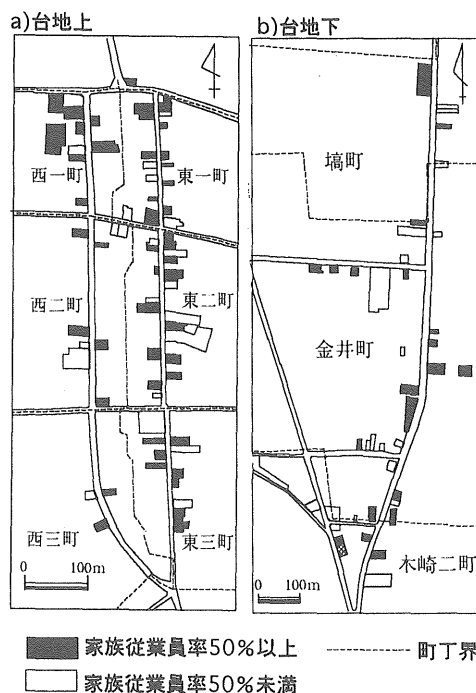 a)台地上
b)台地下
西一町
東一町
西二町
東二町
西三町
東三町
0 100m
塙町
金井町
木崎二町
0 100m
家族従業員率50%以上
町丁界
家族従業員率50%未満